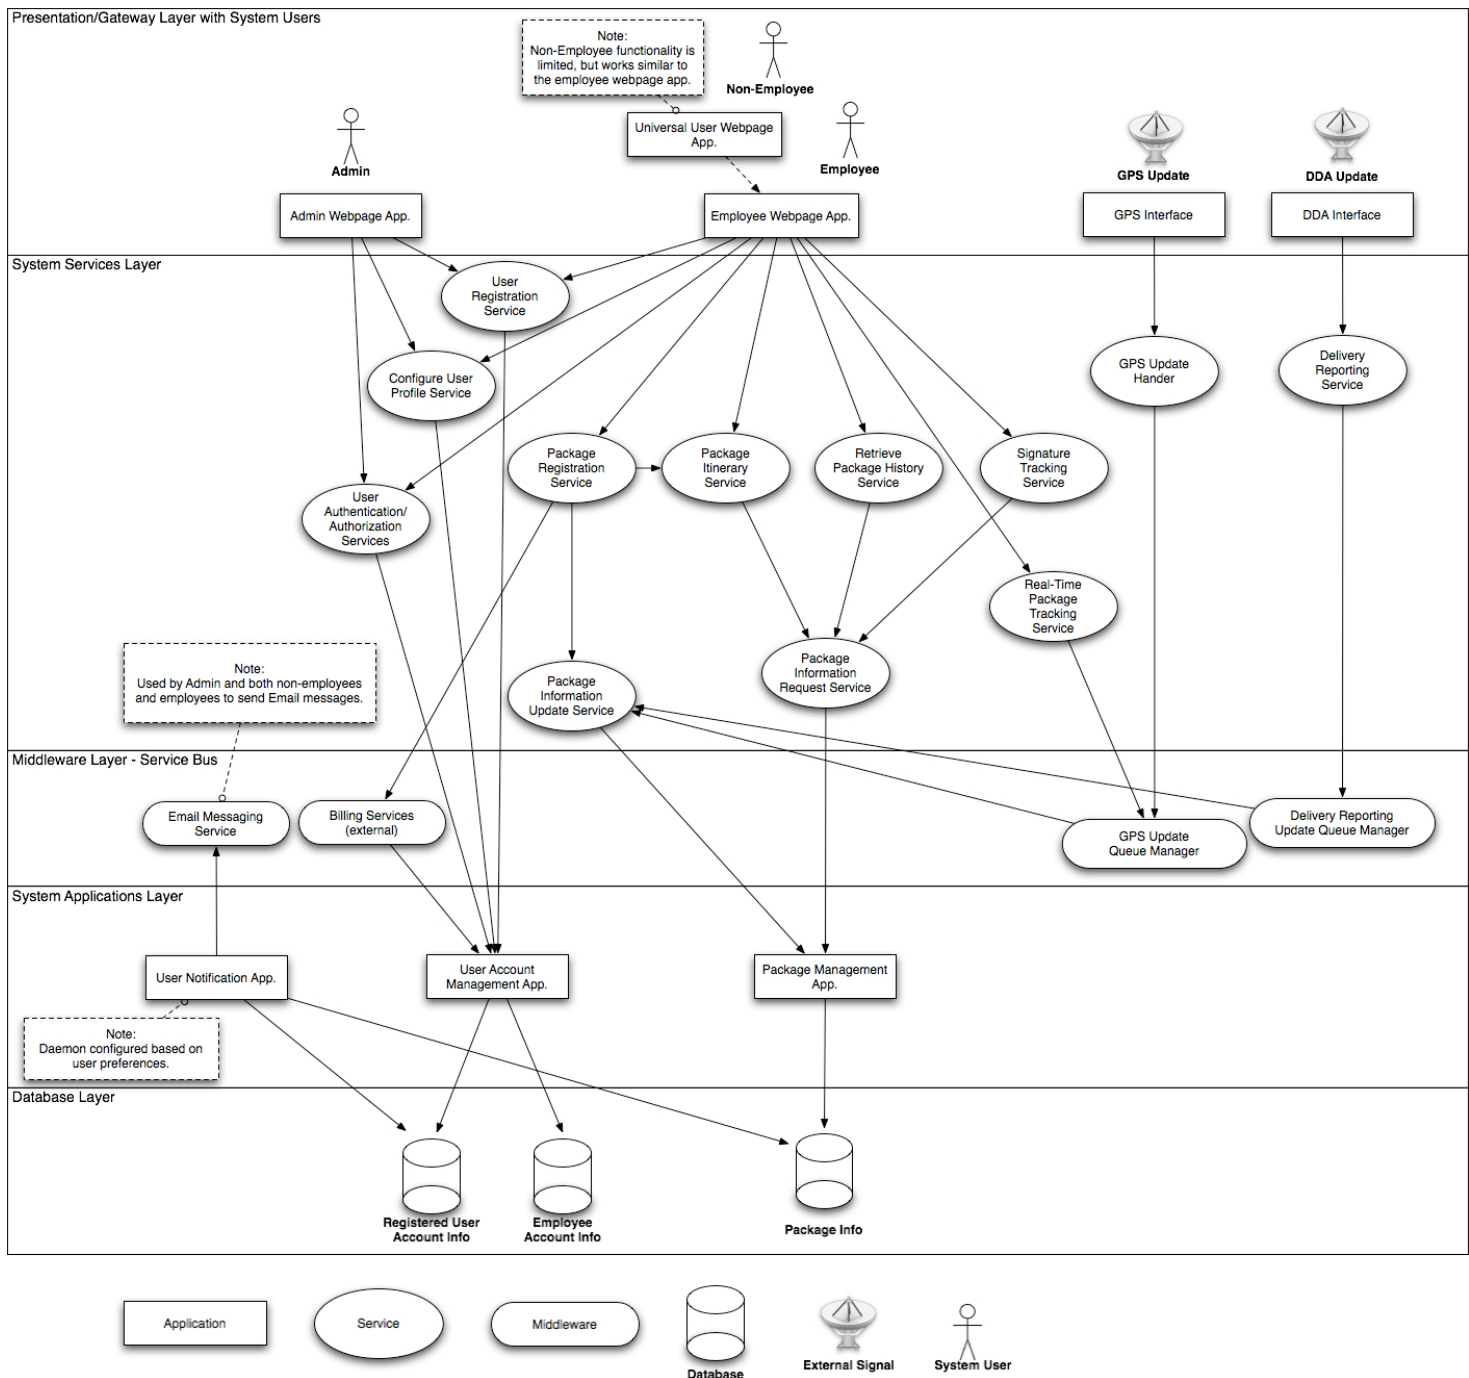 Presentation/Gateway Layer with System Users
Note:
Non-Employee functionality is
limited, but works similar to
the employee webpage app.
Non-Employee
Universal User Webpage
App.
Admin
Employee
GPS Update
DDA Update
Admin Webpage App.
Employee Webpage App.
GPS Interface
DDA Interface
System Services Layer
User
Registration
Service
Configure User
Profile Service
GPS Update
Hander
Delivery
Reporting
Service
Package
Registration
Service
Package
Itinerary
Service
Retrieve
Package History
Service
Signature
Tracking
Service
User
Authentication/
Authorization
Services
Real-Time
Package
Tracking
Service
Note:
Used by Admin and both non-employees
and employees to send Email messages.
Package
Information
Update Service
Package
Information
Request Service
Middleware Layer - Service Bus
Email Messaging
Service
Billing Services
(external)
GPS Update
Queue Manager
Delivery Reporting
Update Queue Manager
System Applications Layer
User Notification App.
User Account
Management App.
Package Management
App.
Note:
Daemon configured based on
user preferences.
Database Layer
Registered User
Account Info
Employee
Account Info
Package Info
Application
Service
Middleware
Database
External Signal
System User